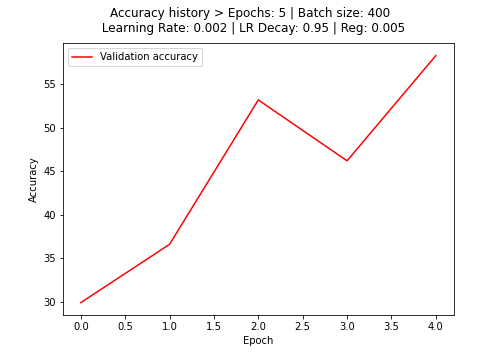 Accuracy history > Epochs: 5 | Batch size: 400
Learning Rate: 0.002 | LR Decay: 0.95 | Reg: 0.005
Validation accuracy
55
50
45
40
35
30
Accuracy
0.0 0.5 1.0 1.5 2.0 2.5 3.0 3.5 4.0
Epoch